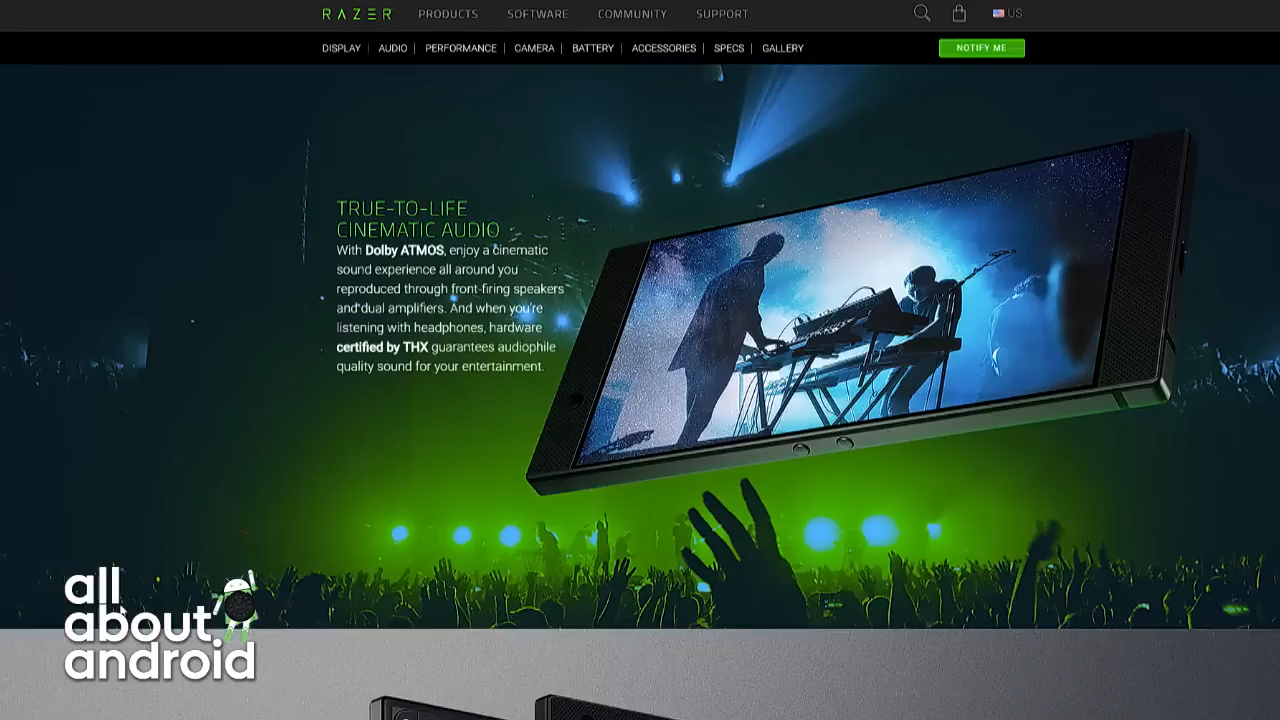 RAZER PRODUCTS SOFTWARE COMMUNITY SUPPORT US
DISPLAY | AUDIO | PERFORMANCE | CAMERA | BATTERY | ACCESSORIES | SPECS | GALLERY NOTIFY ME
TRUE-TO-LIFE
CINEMATIC AUDIO
With Dolby ATMOS, enjoy a cinematic
sound experience all around you
reproduced through front-firing speakers
and dual amplifiers. And when you're
listening with headphones, hardware
certified by THX guarantees audiophile
quality sound for your entertainment.
all
about
android